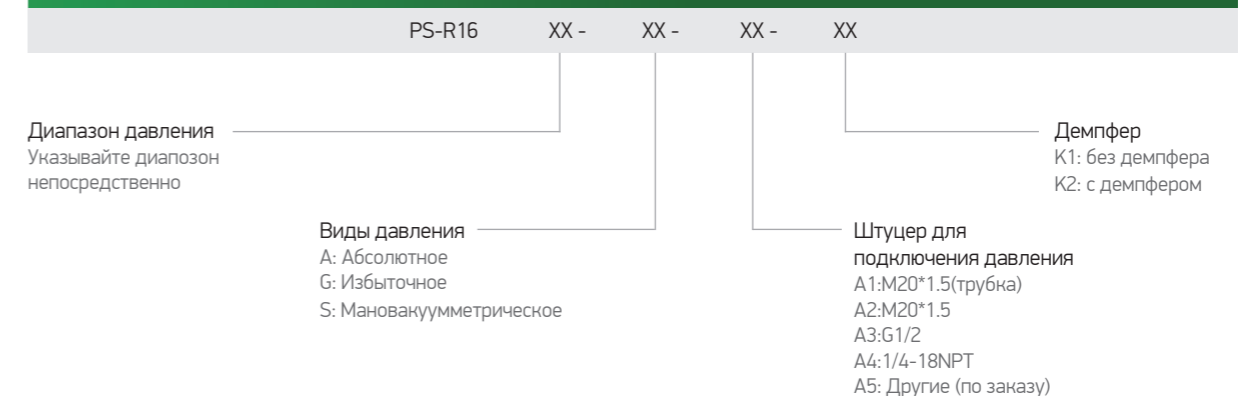 PS-R16 XX - XX - XX - XX
Диапазон давления
Указывайте диапозон
непосредственно
Виды давления
A: Абсолютное
G: Избыточное
S: Мановакуумметрическое
Штуцер для
подключения давления
A1:M20*1.5(трубка)
A2:M20*1.5
A3:G1/2
A4:1/4-18NPT
A5: Другие (по заказу)
Демпфер
K1: без демпфера
K2: с демпфером